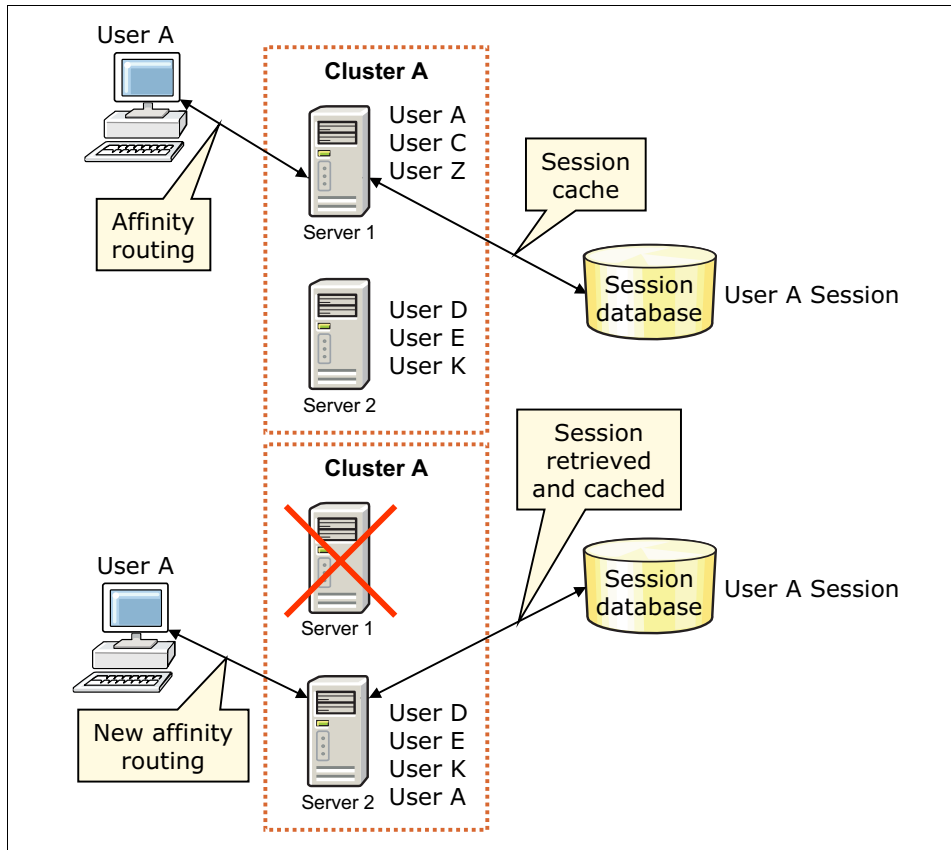 User A
Cluster A
User A
User C
User Z
Session
cache
Affinity
routing
Server 1
Session
database
User A Session
User D
User E
User K
Server 2
Session
retrieved
and cached
Cluster A
User A
Session
database
User A Session
Server 1
New affinity
routing
User D
User E
User K
User A
Server 2